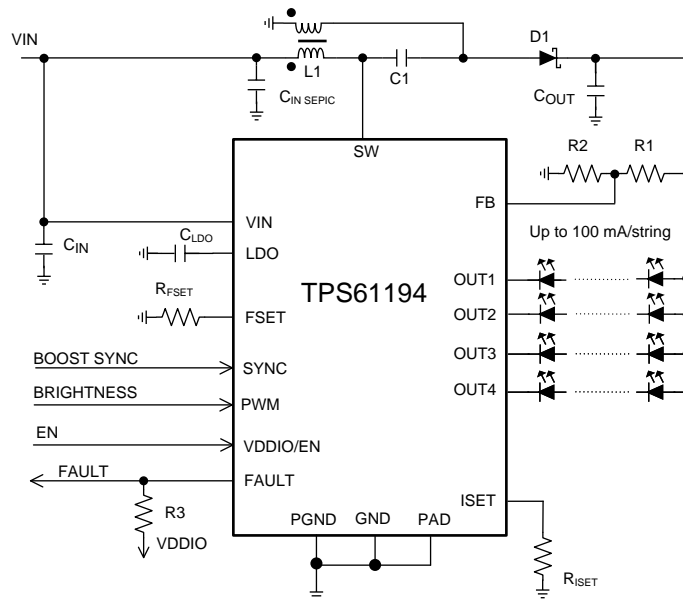 VIN
D1
L1
C1
CIN SEPIC
COUT
SW
R2
R1
FB
VIN
CIN
CLDO
LDO
Up to 100 mA/string
RFSET
TPS61194
OUT1
FSET
OUT2
BOOST SYNC
SYNC
OUT3
BRIGHTNESS
PWM
OUT4
EN
VDDIO/EN
FAULT
FAULT
ISET
R3
PGND
GND
PAD
VDDIO
RISET